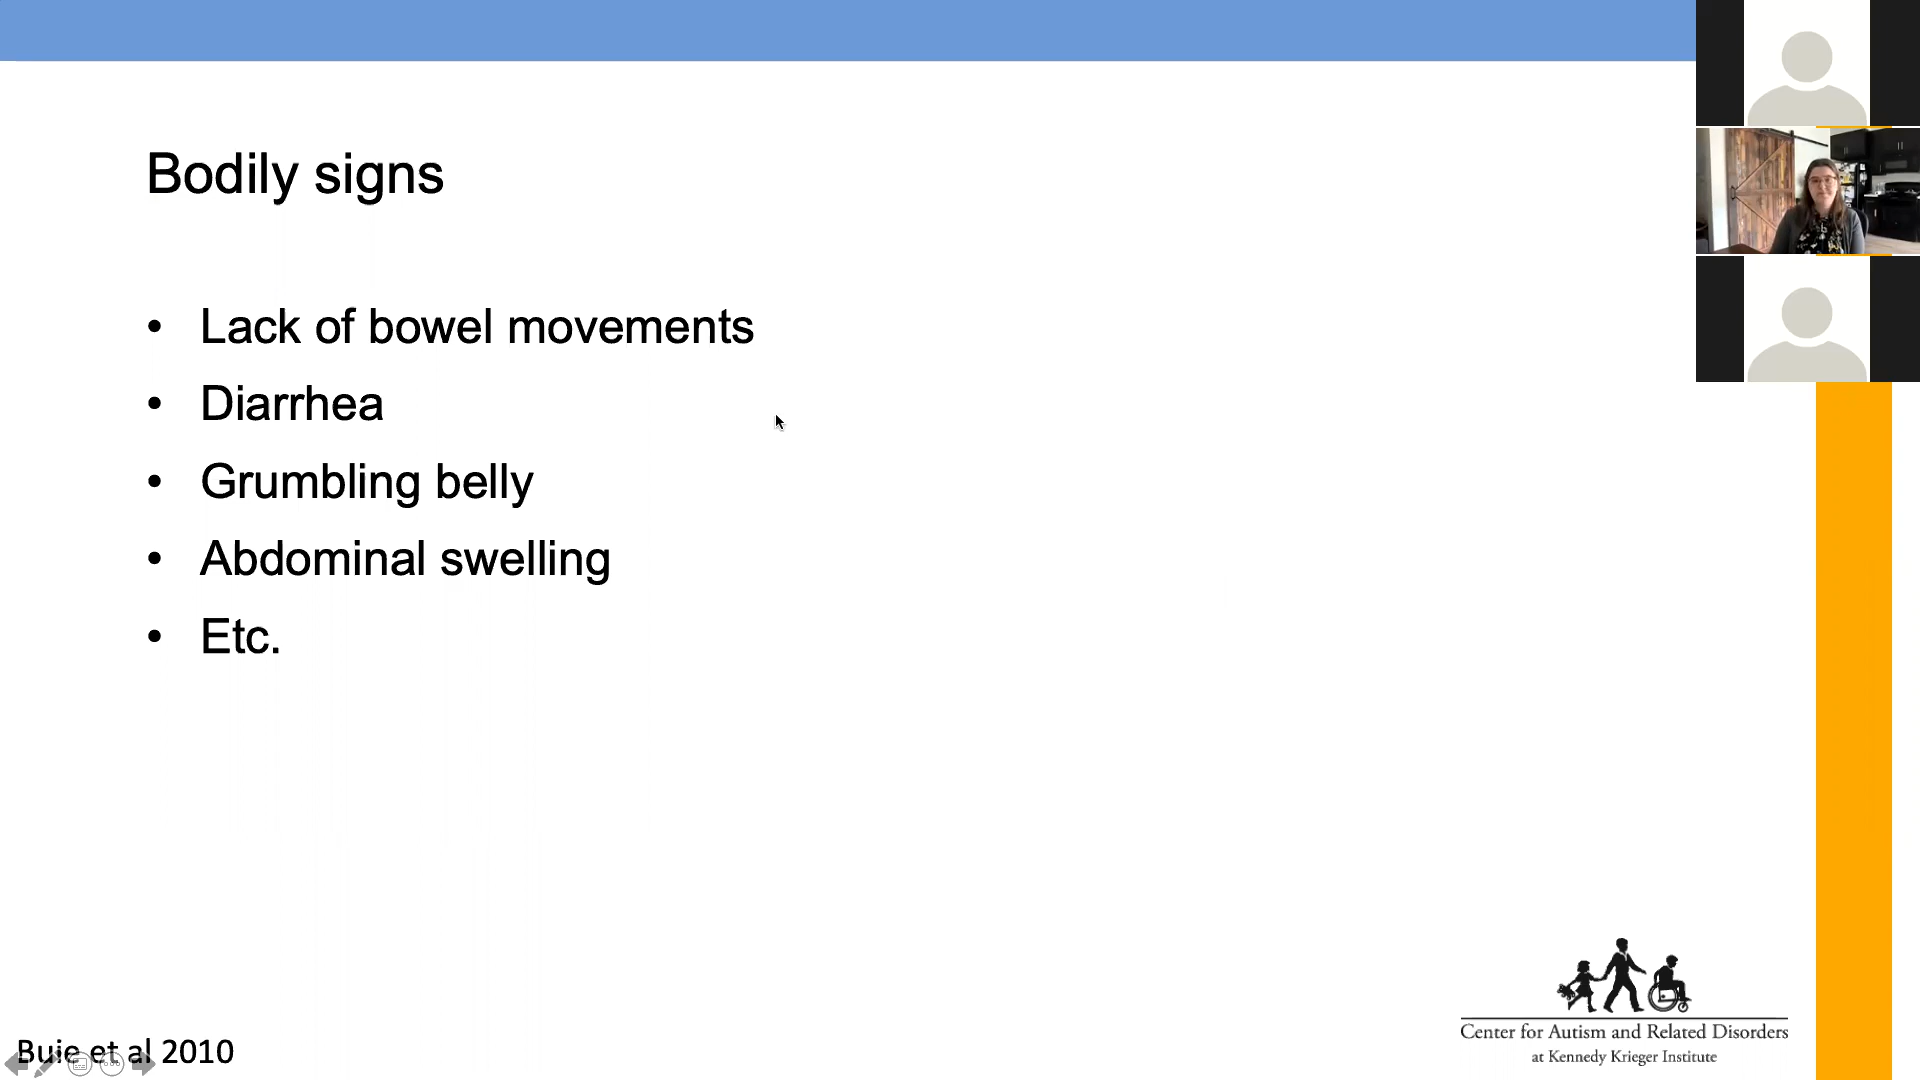 Bodily signs
• Lack of bowel movements
• Diarrhea
• Grumbling belly
• Abdominal swelling
• Etc.
Buie et al 2010
Center for Autism and Related Disorders
at Kennedy Krieger Institute